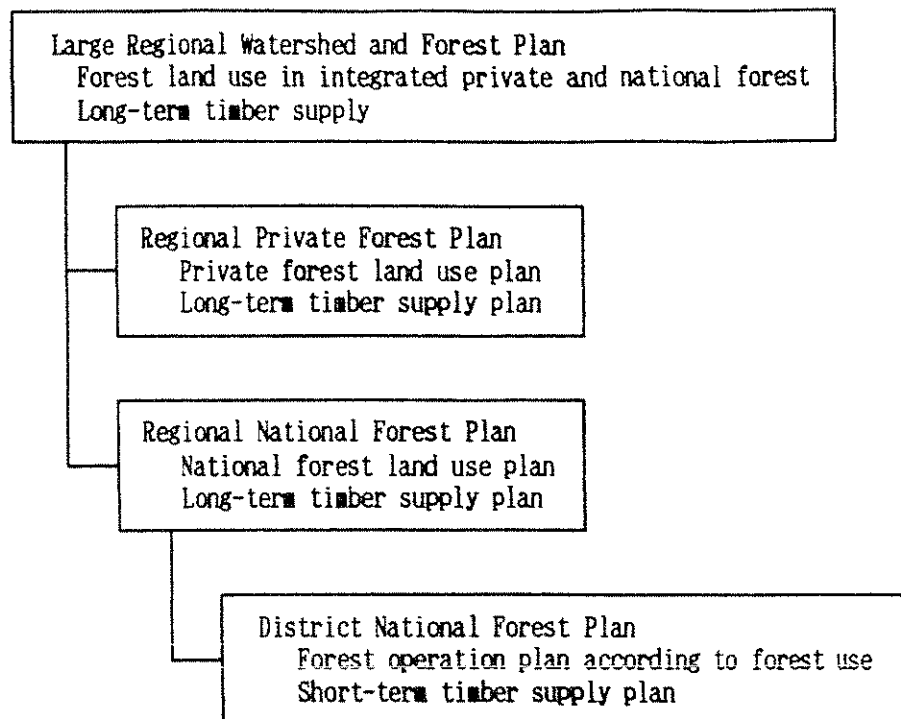 Large Regional Watershed and Forest Plan
Forest land use in integrated private and national forest
Long-term timber supply
Regional Private Forest Plan
Private forest land use plan
Long-term timber supply plan
Regional National Forest Plan
National forest land use plan
Long-term timber supply plan
District National Forest Plan
Forest operation plan according to forest use
Short-term timber supply plan